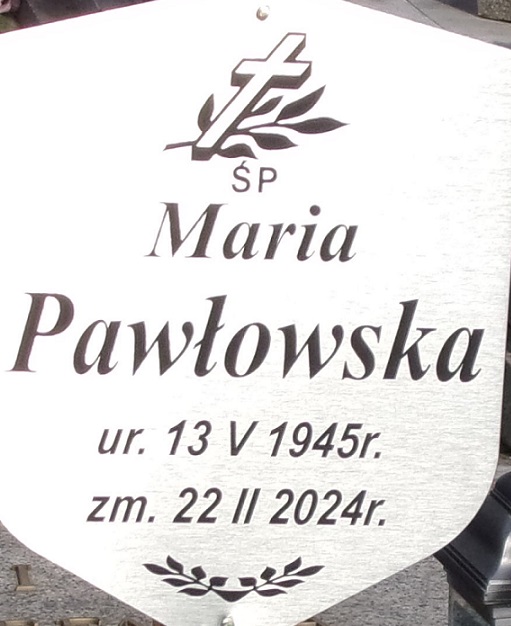 ŚP
Maria
Pawłowska
ur. 13 V 1945r.
zm. 22 II 2024r.